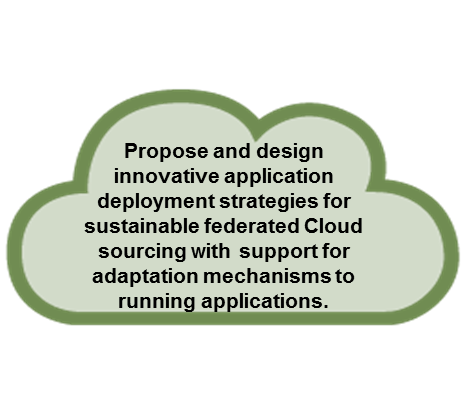 Propose and design
innovative application
deployment strategies for
sustainable federated Cloud
sourcing with support for
adaptation mechanisms to
running applications.